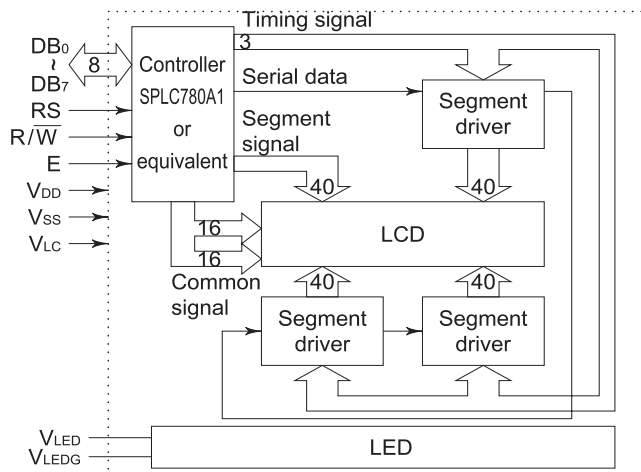 Timing signal
3
DB0
~
DB7
8
Controller
SPLC780A1
or
equivalent
Serial data
Segment
driver
RS
R/W
Segment
signal
E
VDD
40
40
VSS
16
LCD
VLC
16
Common
signal
40
40
Segment
driver
Segment
driver
VLED
VLEDG
LED